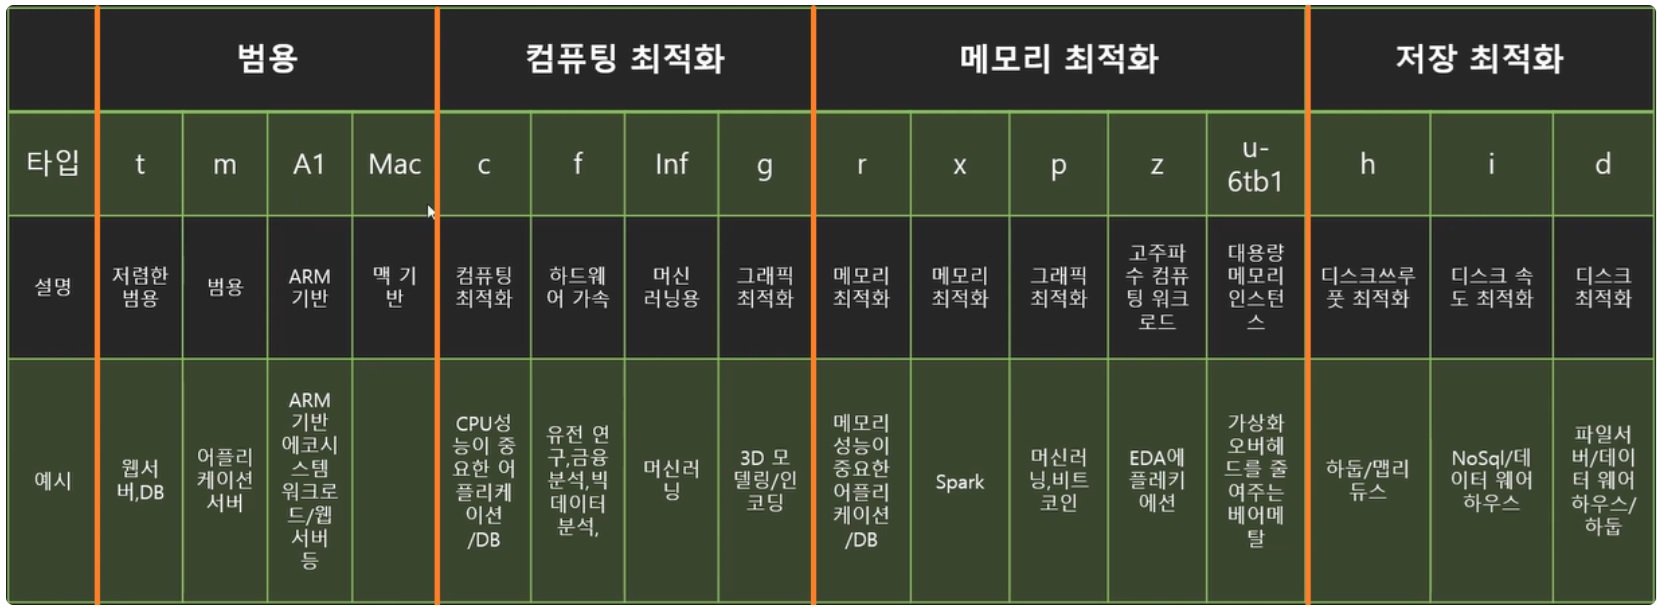 범용
컴퓨팅 최적화
메모리 최적화
저장 최적화
타입
t
m
A1
Mac
c
f
Inf
g
r
x
p
z
u-
6tb1
h
i
d
설명
저렴한
범용
범용
ARM
기반
맥 기
반
컴퓨팅
최적화
하드웨
어 가속
머신
러닝용
그래픽
최적화
메모리
최적화
메모리
최적화
그래픽
최적화
고주파
수 컴퓨
팅 워크
로드
대용량
메모리
인스턴
스
디스크쓰루
풋 최적화
디스크 속
도 최적화
디스크
최적화
예시
웹서
버,DB
어플리
케이션
서버
ARM
기반
에코시
스템
워크로
드/웹
서버
등
CPU성
능이 중
요한 어
플리케
이션
/DB
유전 연
구,금융
분석,빅
데이터
분석,
머신러
닝
3D 모
델링/인
코딩
메모리
성능이
중요한
어플리
케이션
/DB
Spark
머신러
닝,비트
코인
EDA에
플레키
에션
가상화
오버헤
드를 줄
여주는
베어메
탈
하둡/맵리
듀스
NoSql/데
이터 웨어
하우스
파일서
버/데이
터 웨어
하우스/
하둡